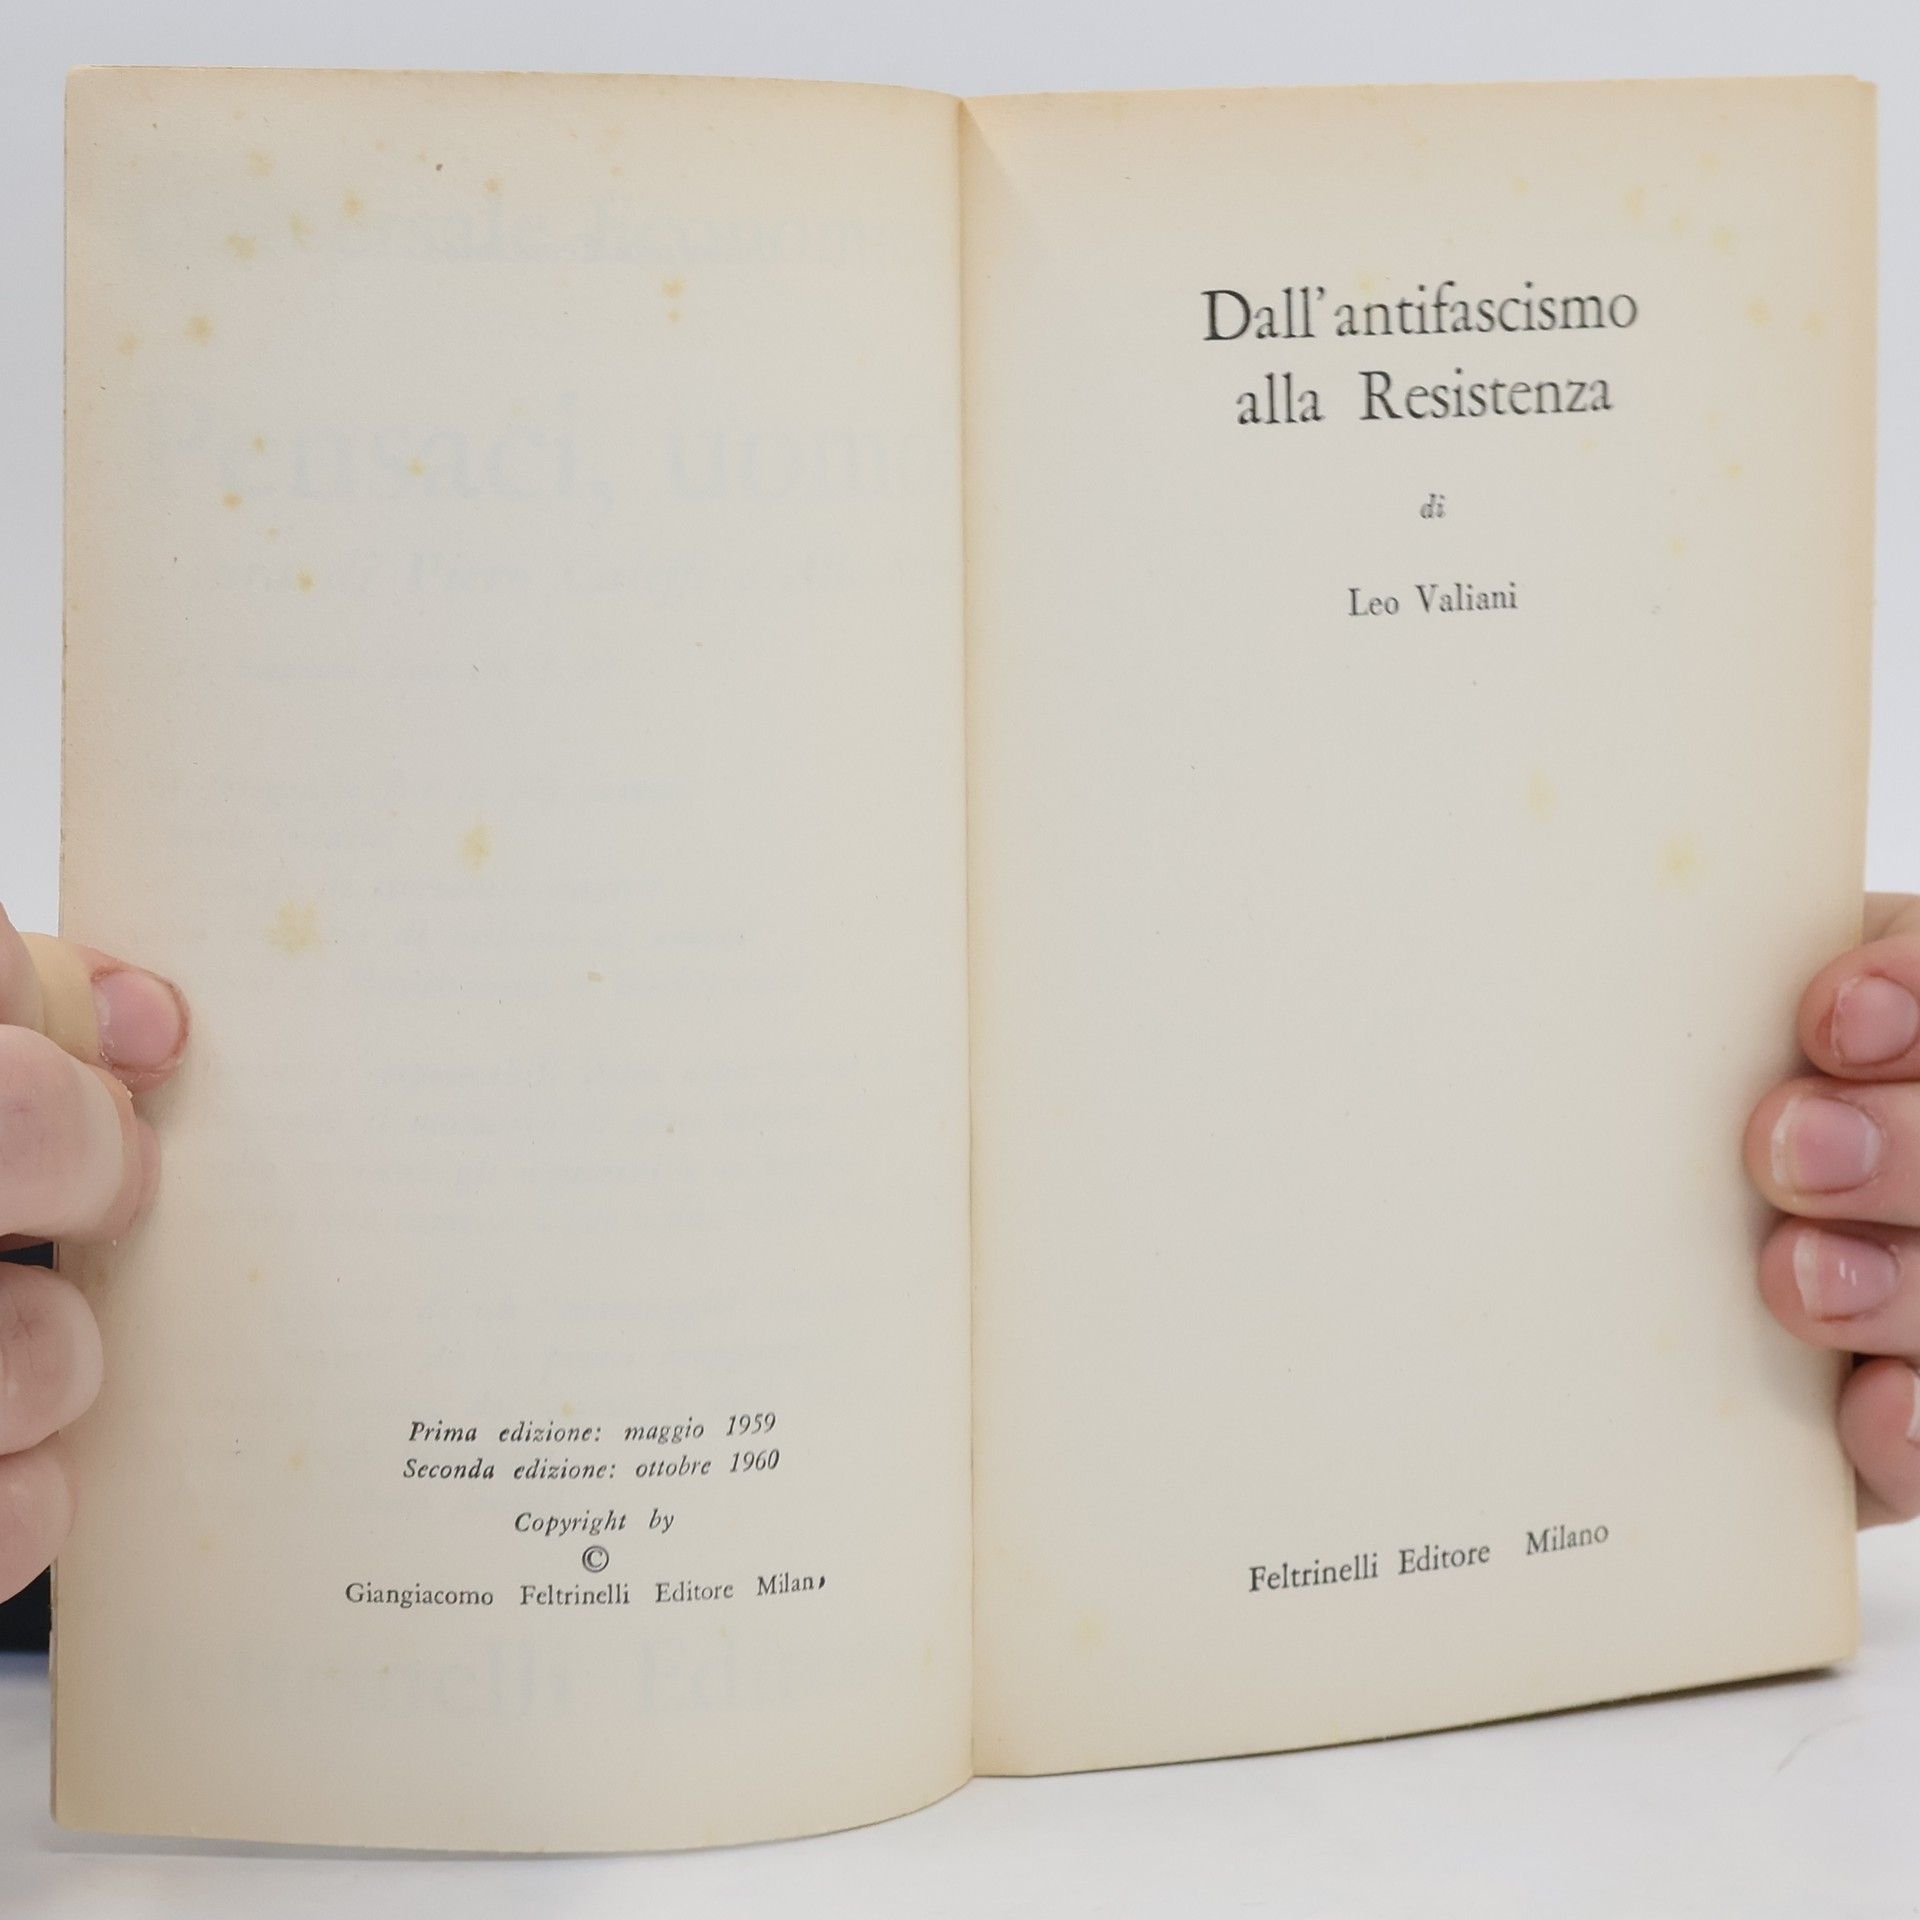 Prima edizione: maggio 1959
Seconda edizione: ottobre 1960
Copyright by
©
Giangiacomo Feltrinelli Editore Milan
Dall'antifascismo
alla Resistenza
di
Leo Valiani
Feltrinelli Editore Milano